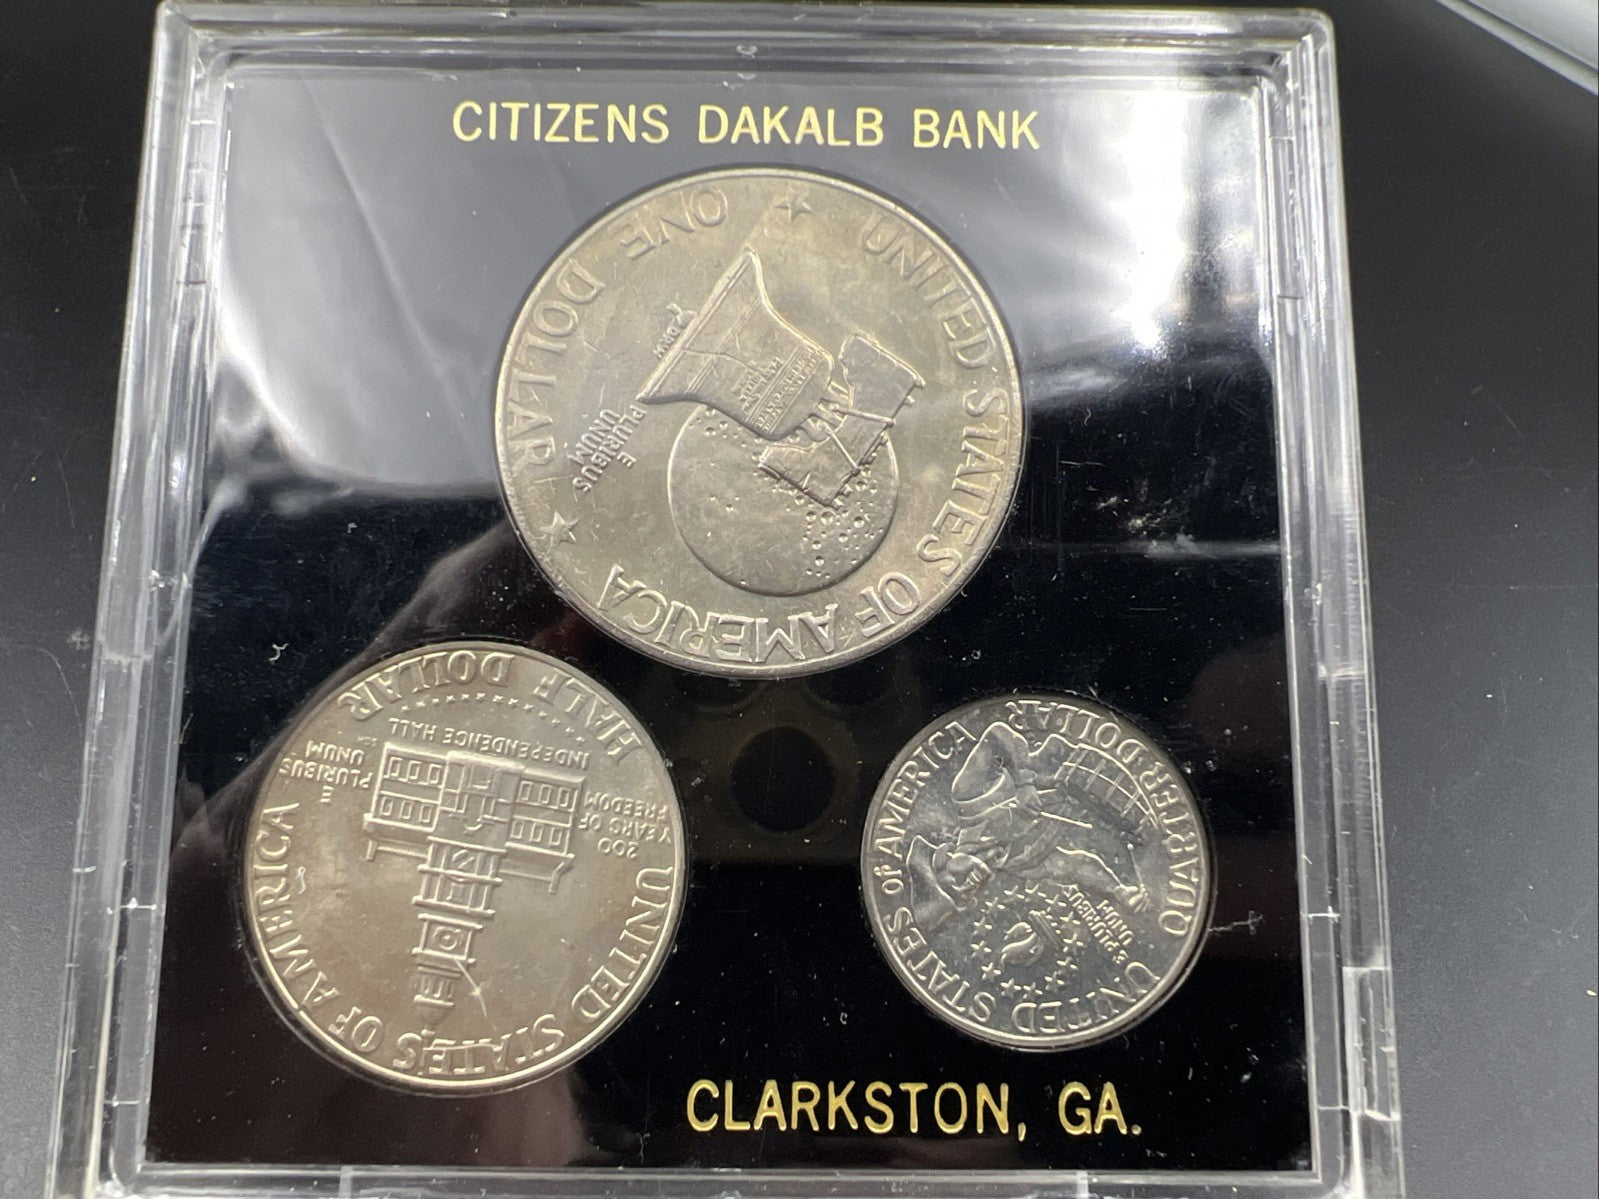 CITIZENS DAKALB BANK
UNITED STATES OF AMERICA
ONE DOLLAR
E
PLURIBUS
UNUM
HALF DOLLAR
INDEPENDENCE HALL
E
PLURIBUS
UNUM
200
YEARS OF
FREEDOM
UNITED STATES OF AMERICA
UNITED STATES OF AMERICA
QUARTER DOLLAR
E
PLURIBUS
UNUM
CLARKSTON, GA.